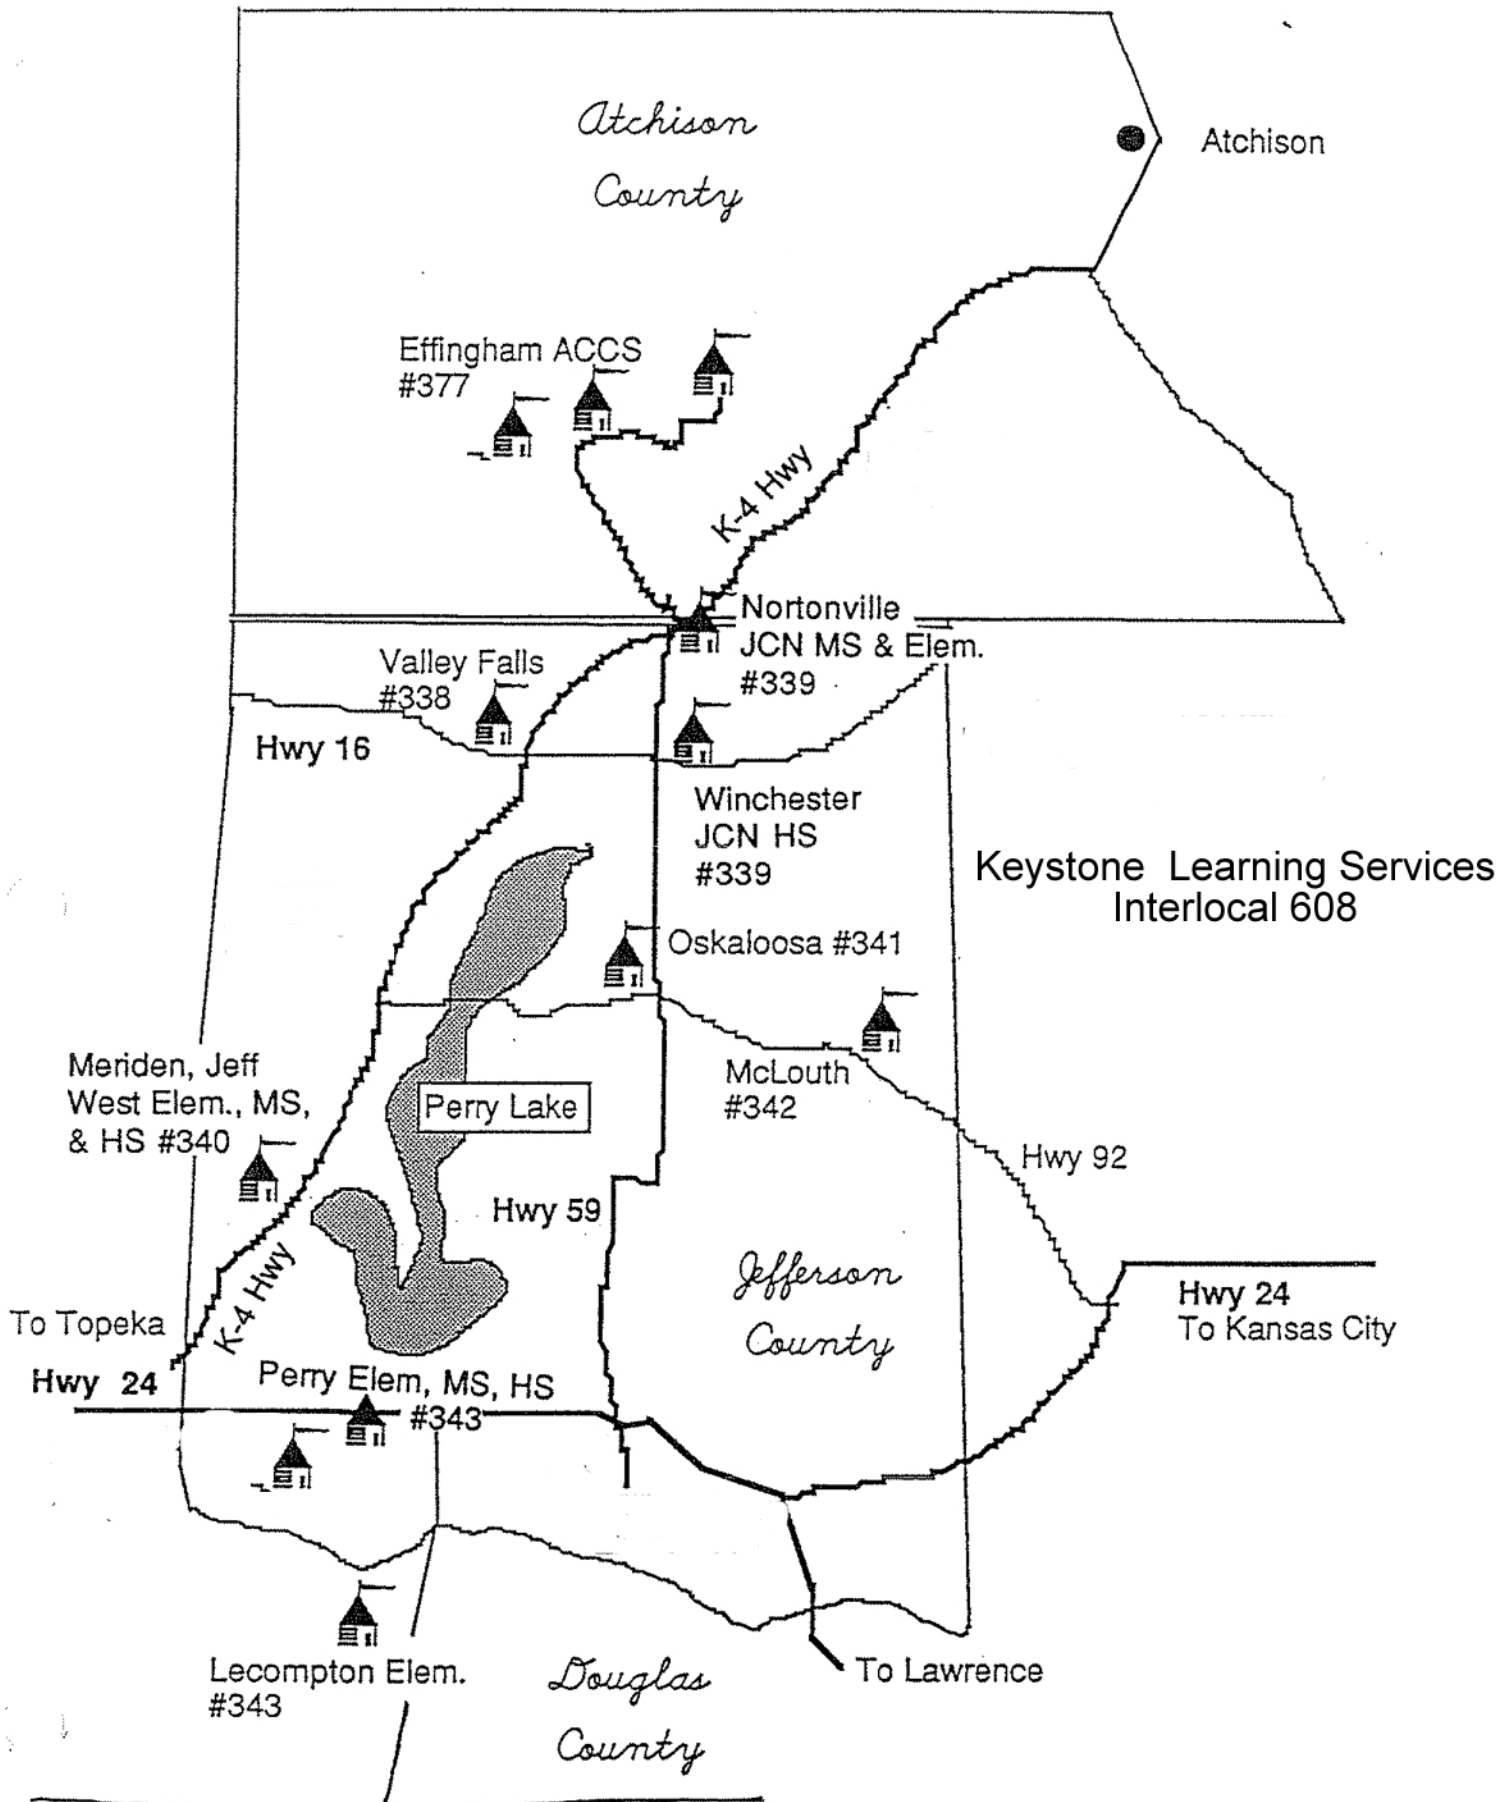 Atchison
County
Atchison
Effingham ACCS
#377
K-4 Hwy
Nortonville
JCN MS & Elem.
#339
Valley Falls
#338
Hwy 16
Winchester
JCN HS
#339
Keystone Learning Services
Interlocal 608
Oskaloosa #341
Meriden, Jeff
West Elem., MS,
& HS #340
McLouth
#342
Perry Lake
Hwy 92
Hwy 59
Jefferson
County
K-4 Hwy
Hwy 24
To Kansas City
To Topeka
Hwy 24
Perry Elem, MS, HS
#343
Lecompton Elem.
#343
Douglas
County
To Lawrence